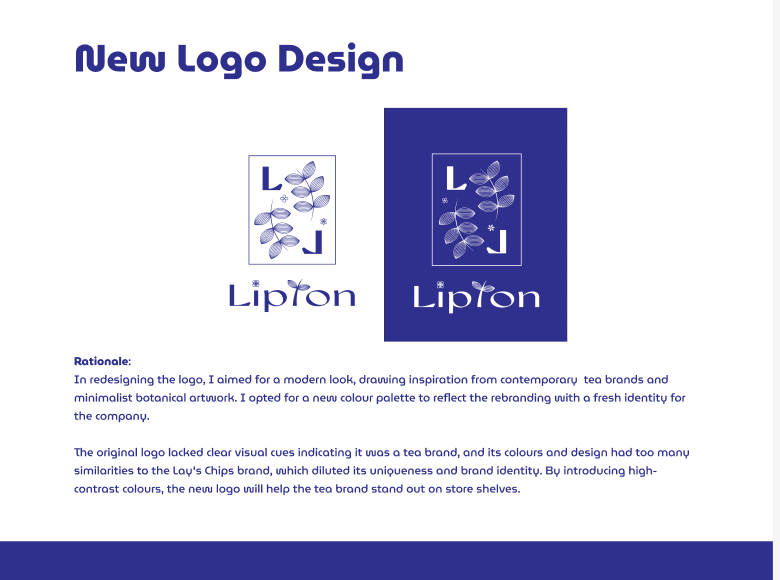 New Logo Design
L
L
L
L
Lipton
Lipton
Rationale:
In redesigning the logo, I aimed for a modern look, drawing inspiration from contemporary  tea brands and
minimalist botanical artwork. I opted for a new colour palette to reflect the rebranding with a fresh identity for
the company.
The original logo lacked clear visual cues indicating it was a tea brand, and its colours and design had too many
similarities to the Lay's Chips brand, which diluted its uniqueness and brand identity. By introducing high-
contrast colours, the new logo will help the tea brand stand out on store shelves.